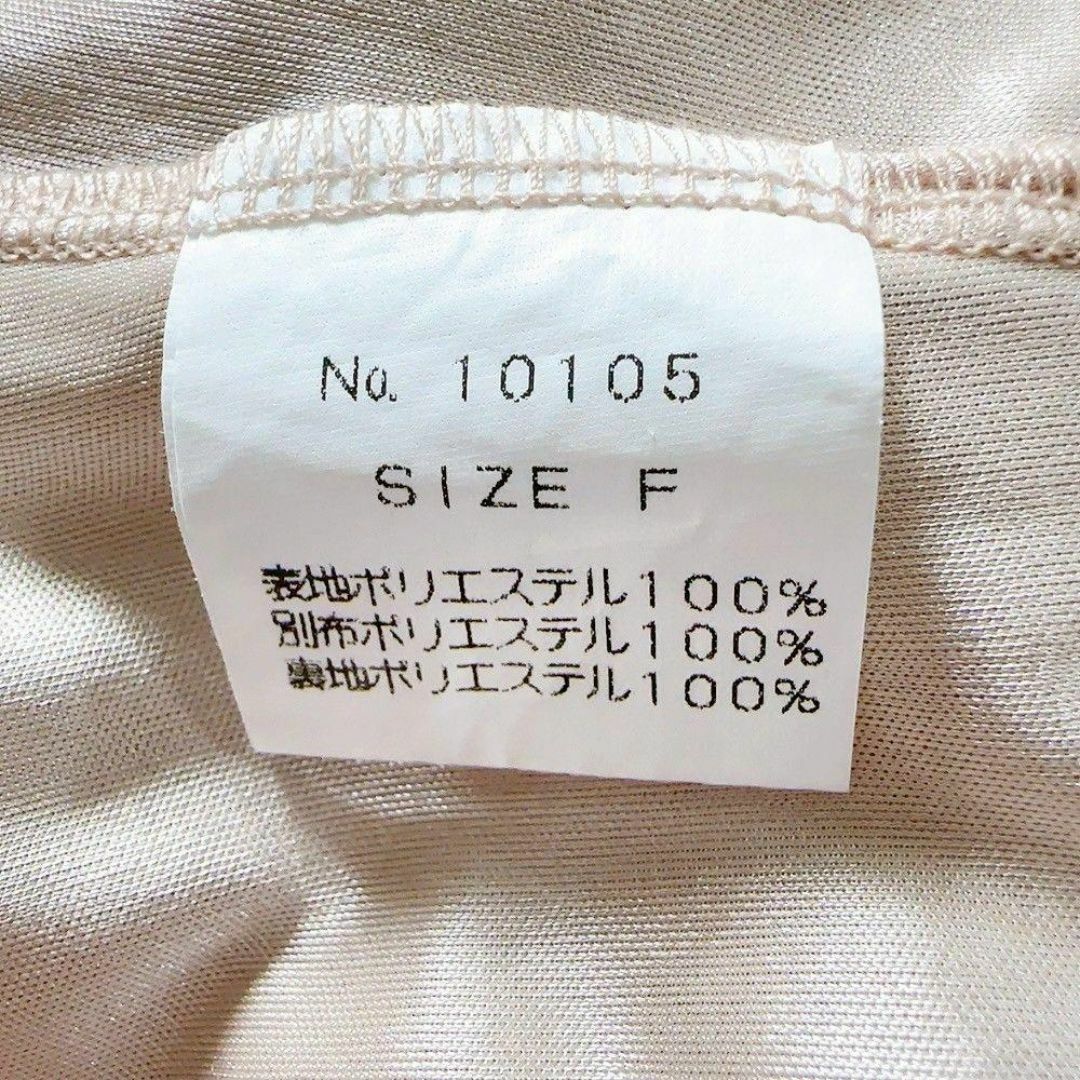 No. 10105
SIZE F
表地ポリエステル100%
別布ポリエステル100%
裏地ポリエステル100%